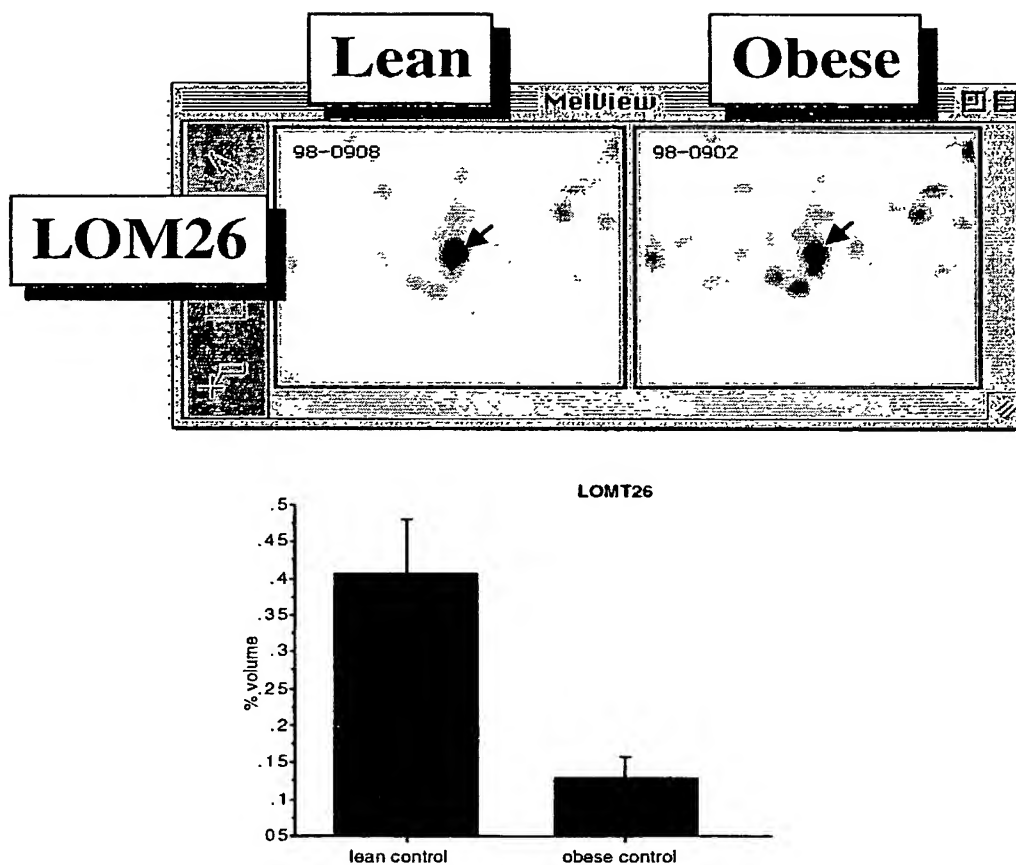 Lean
Obese
MelView
98-0908
98-0902
LOM26
LOMT26
% volume
.5
.45
.4
.35
.3
.25
.2
.15
.1
05
lean control
obese control